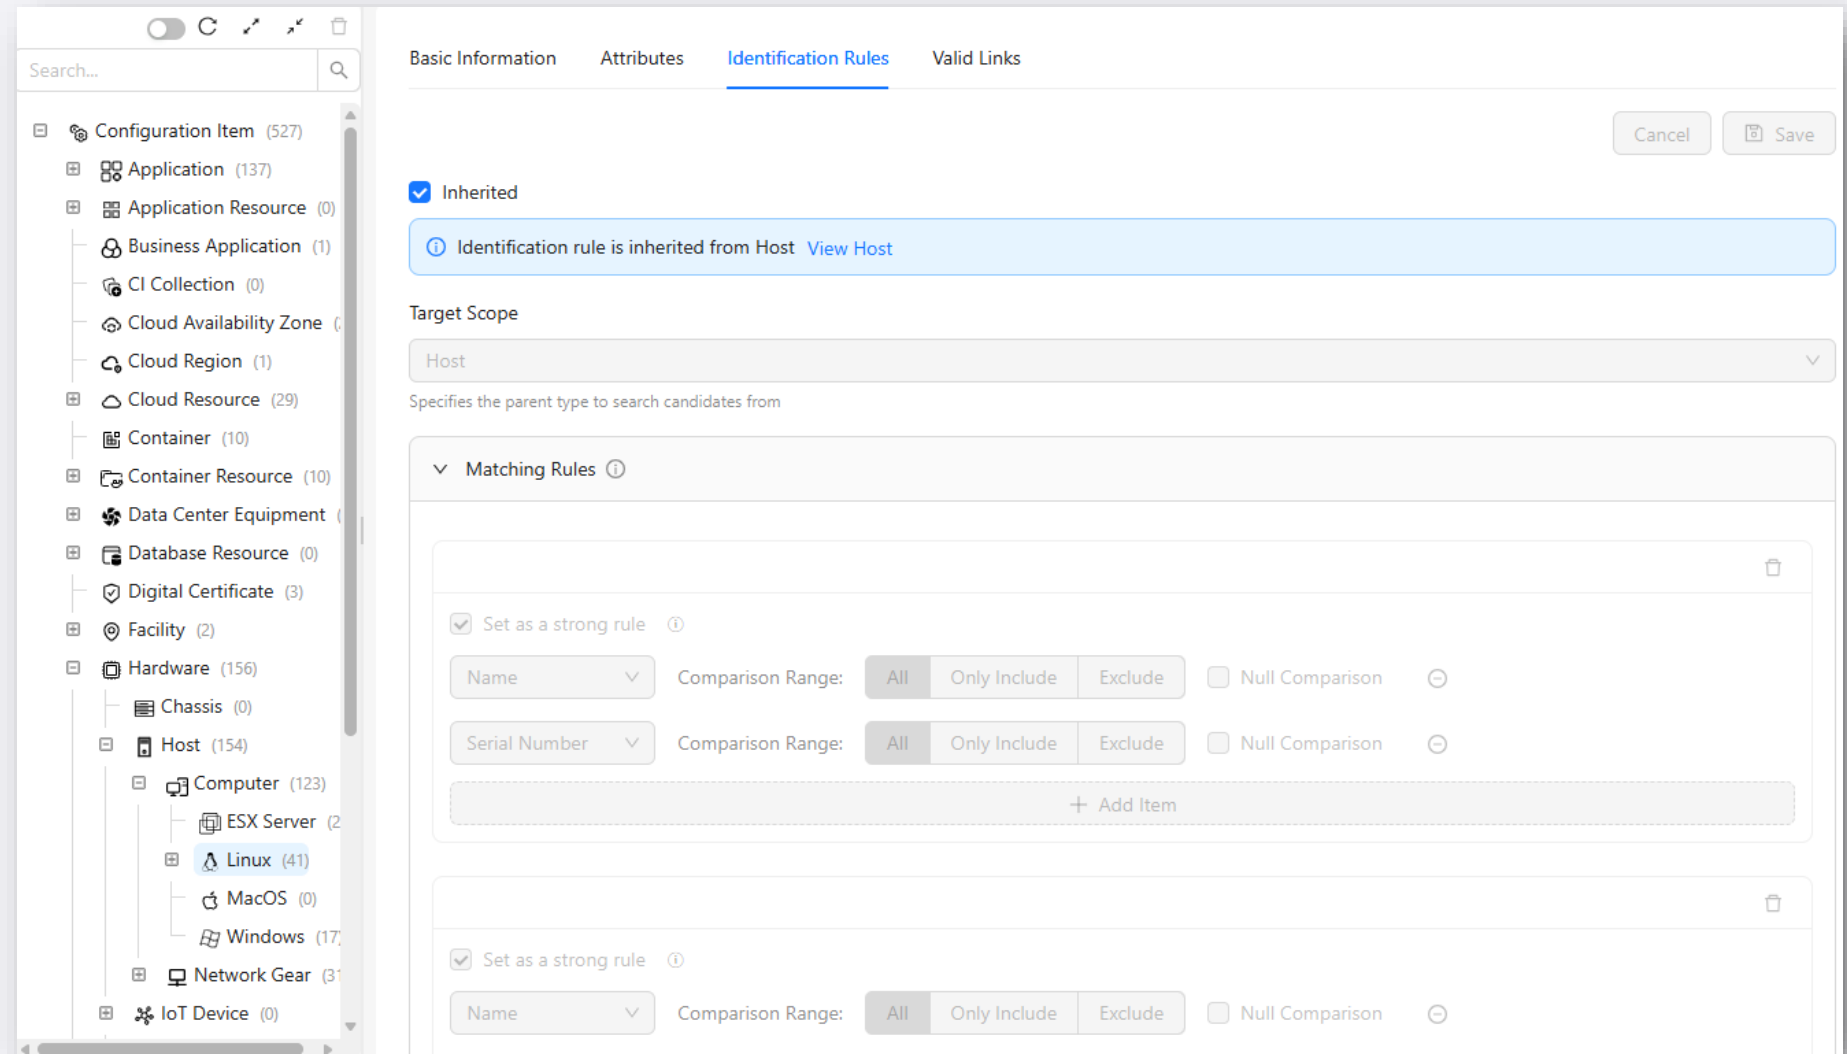 Search...
Configuration Item (527)
Application (137)
Application Resource (0)
Business Application (1)
CI Collection (0)
Cloud Availability Zone (
Cloud Region (1)
Cloud Resource (29)
Container (10)
Container Resource (10)
Data Center Equipment (
Database Resource (0)
Digital Certificate (3)
Facility (2)
Hardware (156)
Chassis (0)
Host (154)
Computer (123)
ESX Server (2
Linux (41)
MacOS (0)
Windows (17)
Network Gear (31
IoT Device (0)
Basic Information Attributes Identification Rules Valid Links
Cancel Save
Inherited
Identification rule is inherited from Host View Host
Target Scope
Host
Specifies the parent type to search candidates from
Matching Rules
Set as a strong rule
Name Comparison Range: All Only Include Exclude Null Comparison
Serial Number Comparison Range: All Only Include Exclude Null Comparison
+ Add Item
Set as a strong rule
Name Comparison Range: All Only Include Exclude Null Comparison